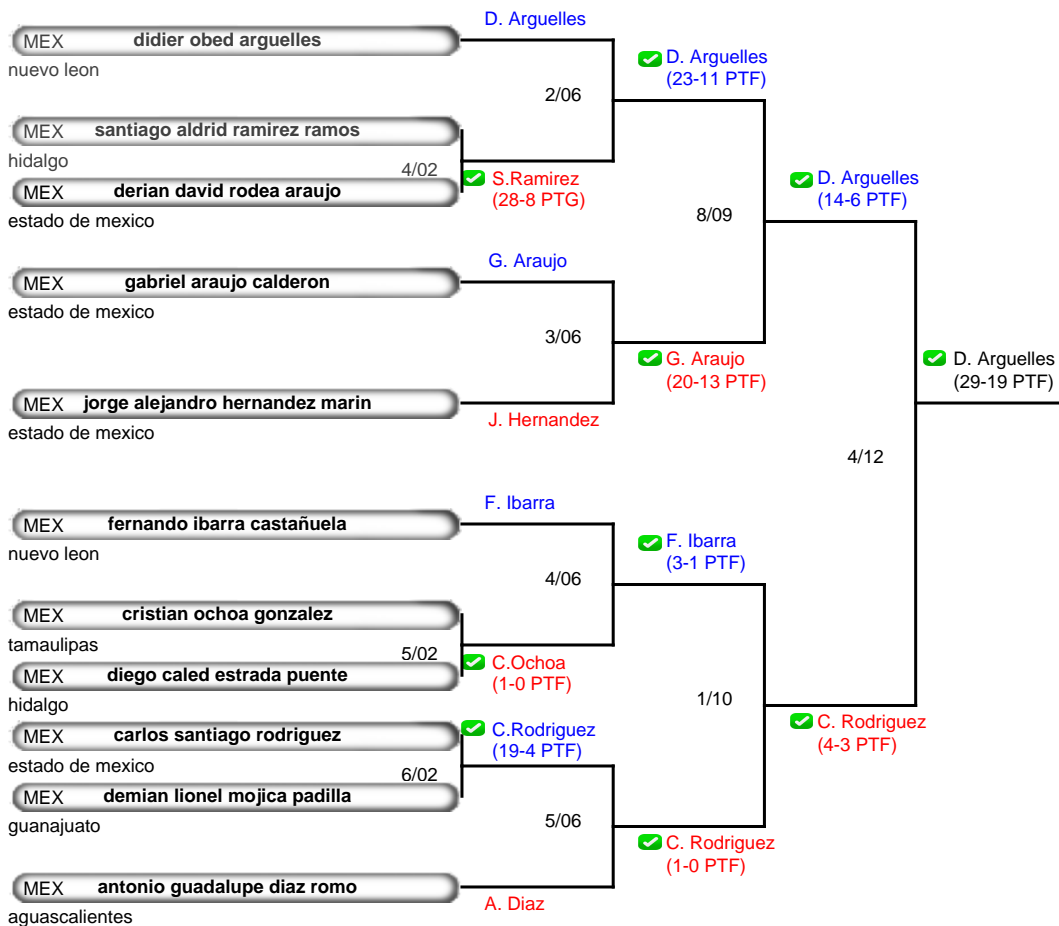 D. Arguelles
MEX didier obed arguelles
nuevo leon
D. Arguelles
(23-11 PTF)
2/06
MEX santiago aldrid ramirez ramos
hidalgo
4/02
S.Ramirez
(28-8 PTG)
MEX derian david rodea araujo
estado de mexico
D. Arguelles
(14-6 PTF)
8/09
G. Araujo
MEX gabriel araujo calderon
estado de mexico
3/06
G. Araujo
(20-13 PTF)
D. Arguelles
(29-19 PTF)
MEX jorge alejandro hernandez marin
J. Hernandez
estado de mexico
4/12
F. Ibarra
MEX fernando ibarra castañuela
nuevo leon
F. Ibarra
(3-1 PTF)
4/06
MEX cristian ochoa gonzalez
tamaulipas
5/02
C.Ochoa
(1-0 PTF)
MEX diego caled estrada puente
hidalgo
1/10
C. Rodriguez
(4-3 PTF)
MEX carlos santiago rodriguez
C.Rodriguez
(19-4 PTF)
estado de mexico
6/02
MEX demian lionel mojica padilla
guanajuato
5/06
C. Rodriguez
(1-0 PTF)
MEX antonio guadalupe diaz romo
A. Diaz
aguascalientes